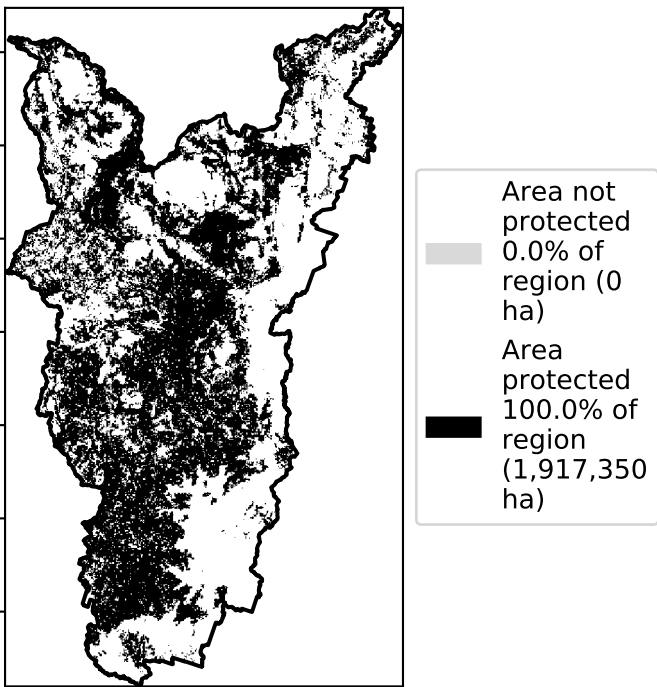 Area not
protected
0.0% of
region (0
ha)
Area
protected
100.0% of
region
(1,917,350
ha)